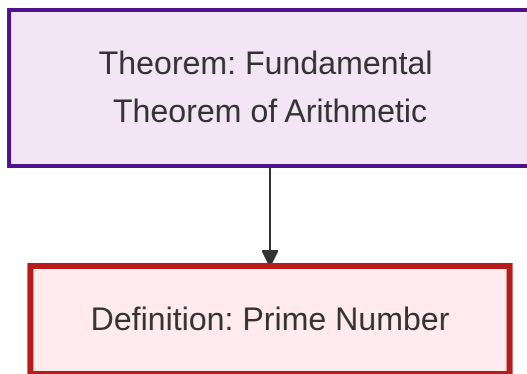 Theorem: Fundamental
Theorem of Arithmetic
Definition: Prime Number